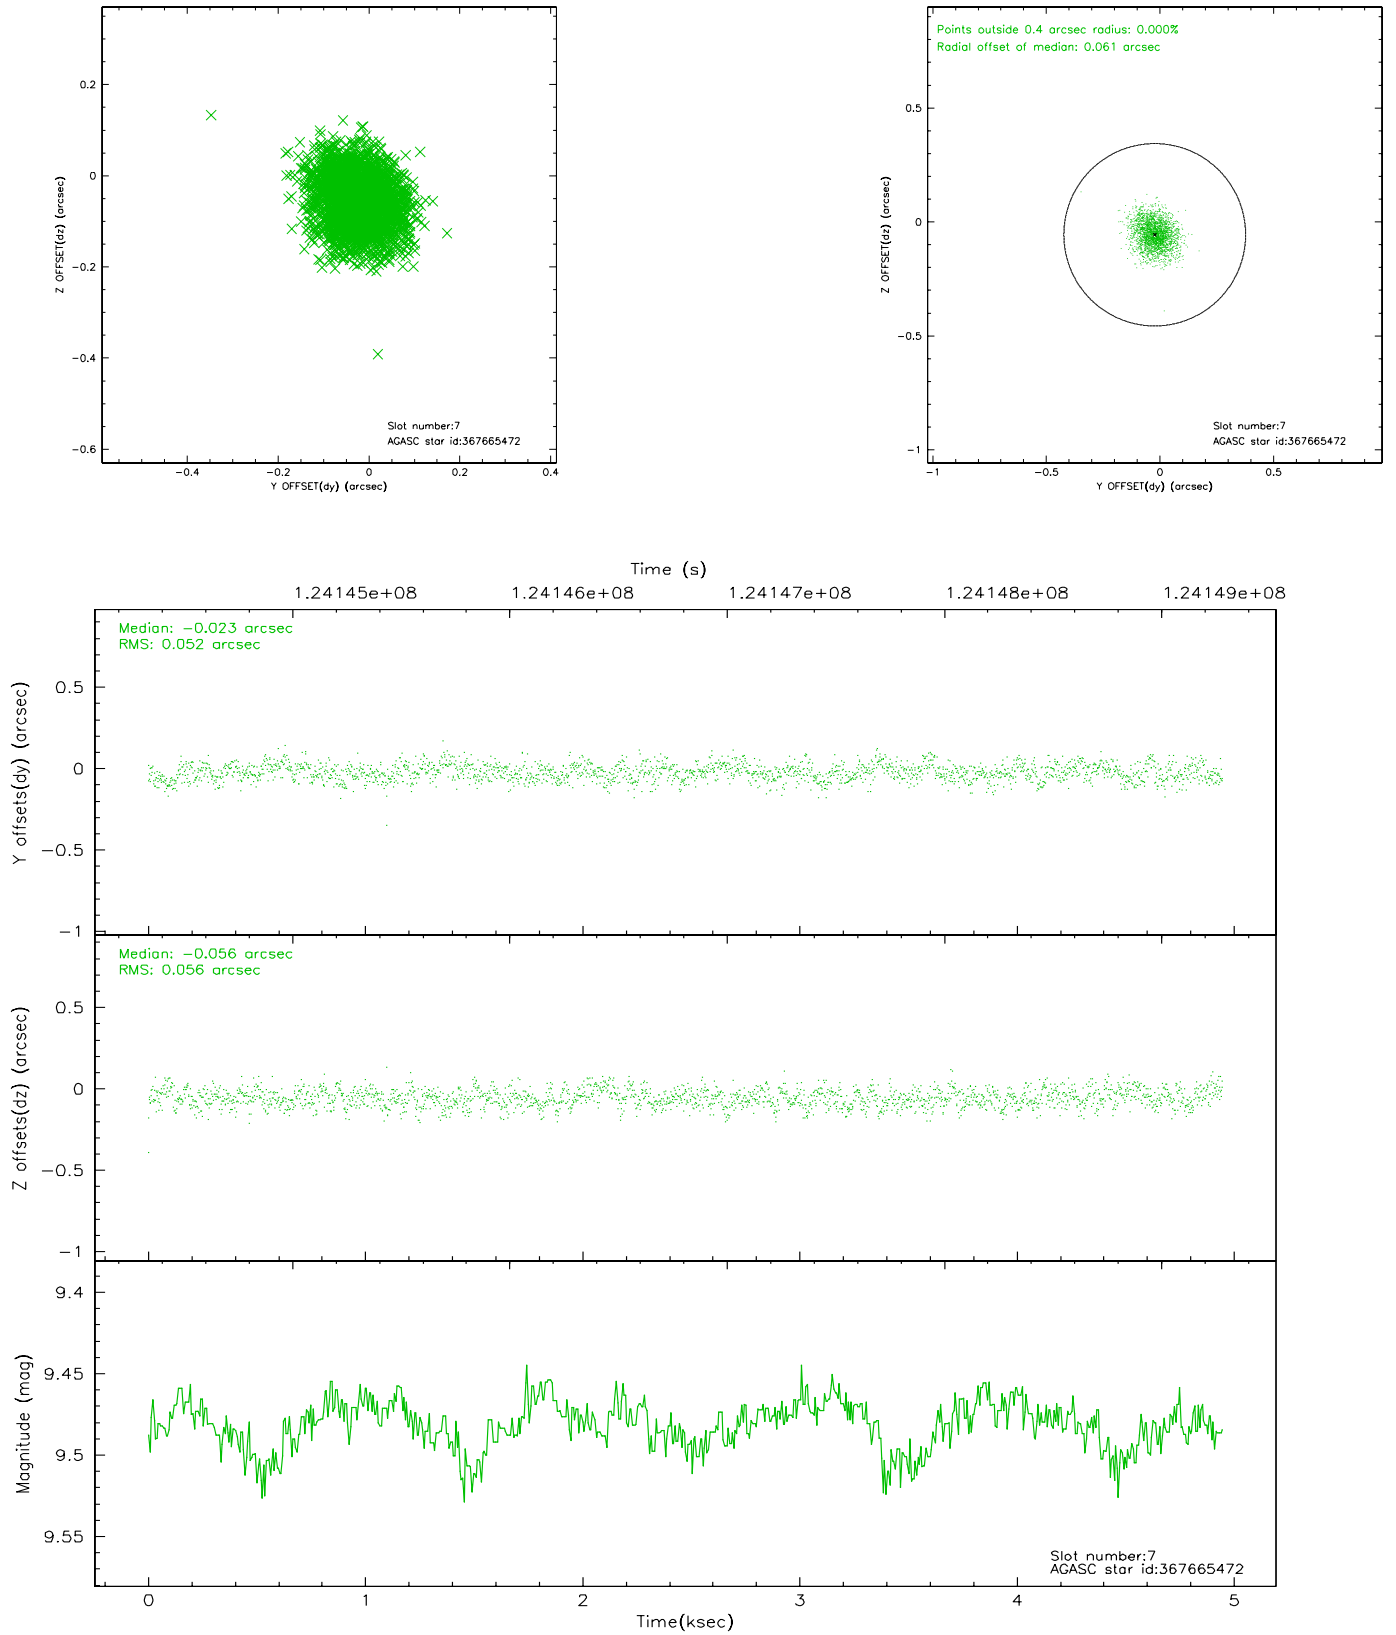 0.2
0
−0.2
−0.4
−0.6
Z OFFSET(dz) (arcsec)
−0.4 −0.2 0 0.2 0.4
Y OFFSET(dy) (arcsec)
Slot number:7
AGASC star id:367665472
Points outside 0.4 arcsec radius: 0.000%
Radial offset of median: 0.061 arcsec
0.5
0
−0.5
−1
Z OFFSET(dz) (arcsec)
−1 −0.5 0 0.5
Y OFFSET(dy) (arcsec)
Slot number:7
AGASC star id:367665472
Time (s)
1.24145e+08 1.24146e+08 1.24147e+08 1.24148e+08 1.24149e+08
Median: −0.023 arcsec
RMS: 0.052 arcsec
0.5
0
−0.5
−1
Y offsets(dy) (arcsec)
Median: −0.056 arcsec
RMS: 0.056 arcsec
0.5
0
−0.5
−1
Z offsets(dz) (arcsec)
9.4
9.45
9.5
9.55
Magnitude (mag)
Slot number:7
AGASC star id:367665472
0 1 2 3 4 5
Time(ksec)